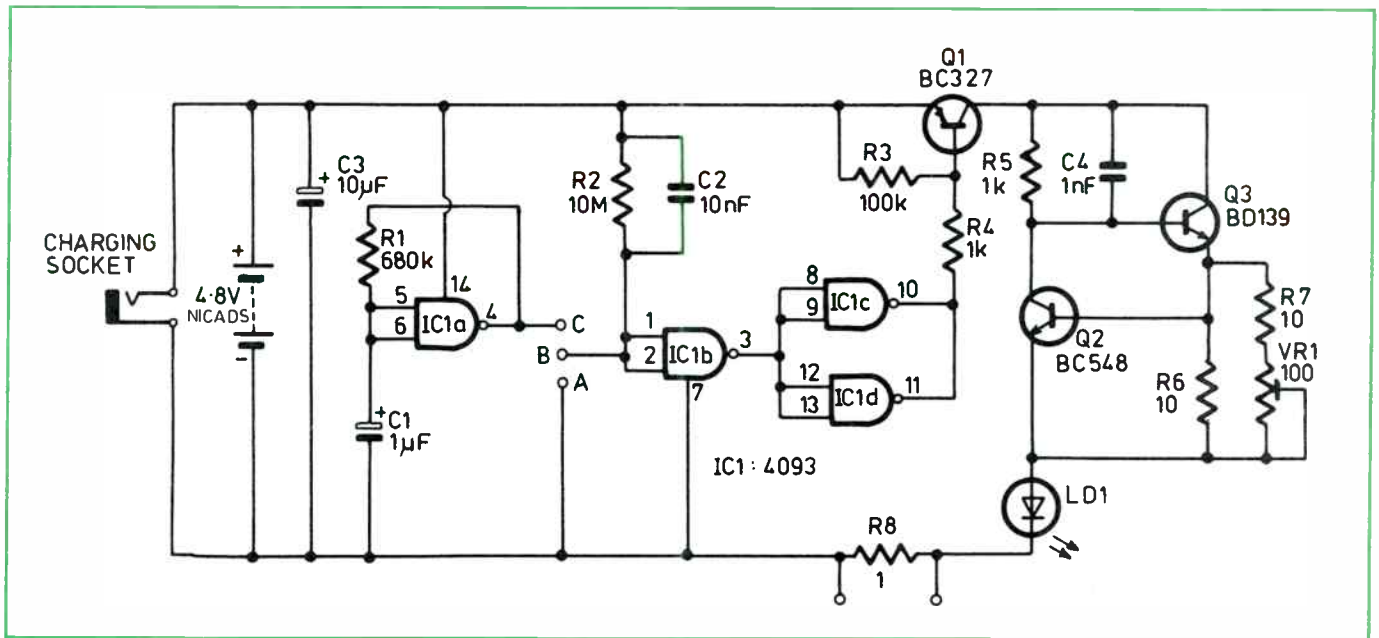 Q1
BC327
CHARGING
SOCKET
+
4·8V
NICADS
-
+
C3
10µF
R1
680k
5
6
14
4
IC1a
+
C1
1µF
C
B
A
R2
10M
C2
10nF
1
2
3
IC1b
7
8
9
10
IC1c
12
13
11
IC1d
IC1 : 4093
R3
100k
R4
1k
R5
1k
C4
1nF
Q3
BD139
Q2
BC548
R6
10
R7
10
VR1
100
LD1
R8
1